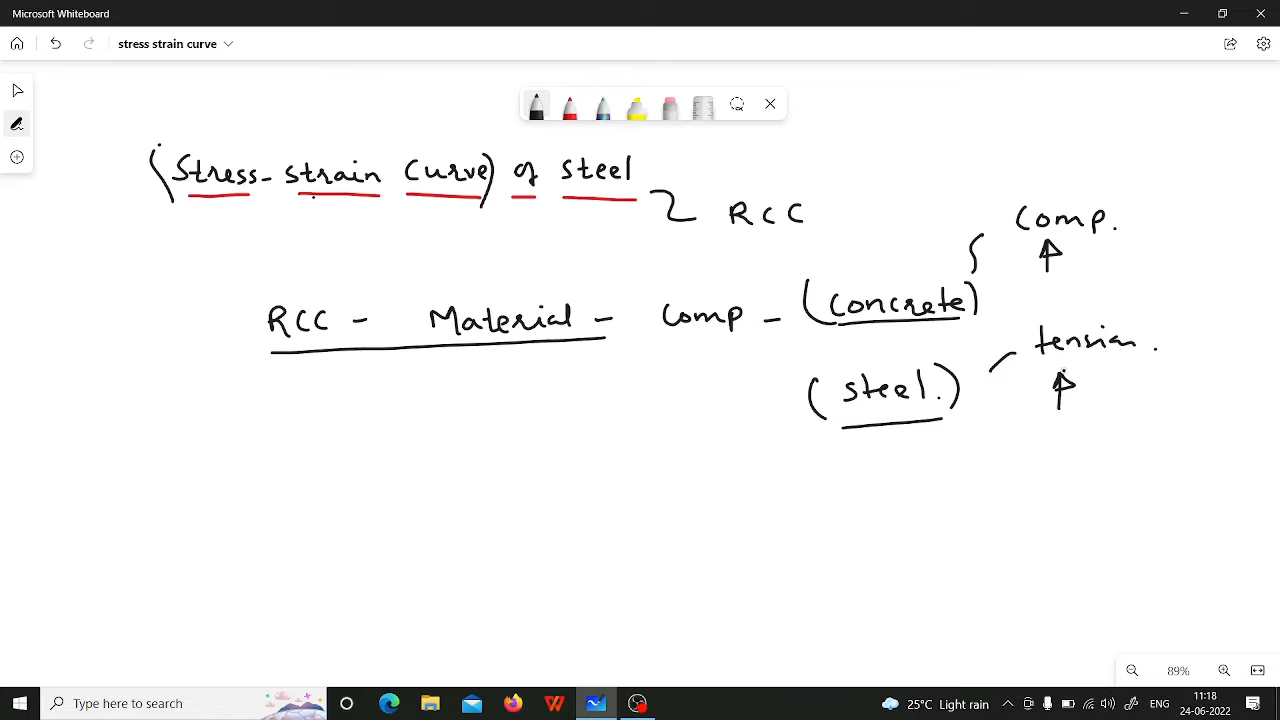 Microsoft Whiteboard
stress strain curve
(Stress-strain Curve) of steel
RCC
Comp.
RCC - Material - Comp - (Concrete)
tension.
(steel.)
89%
Type here to search
25°C Light rain
ENG
11:18
24-06-2022